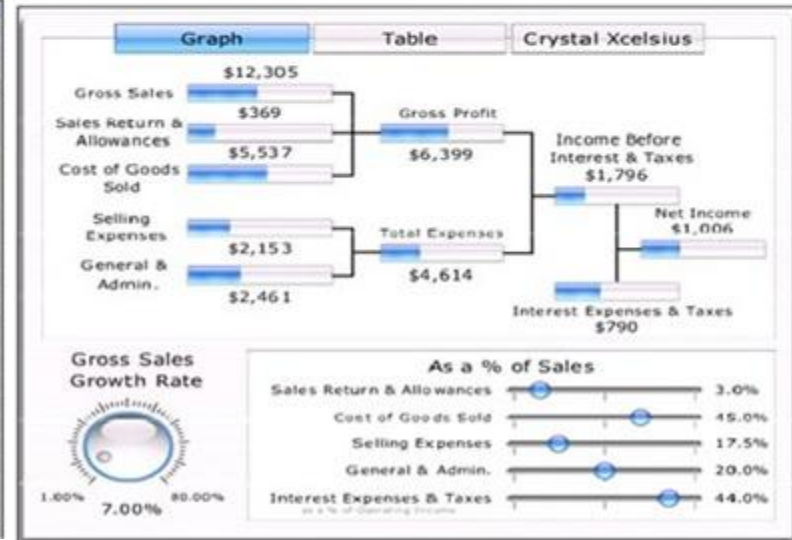 Graph Table Crystal Xcelsius
$12,305
Gross Sales
$369
Sales Return &
Allowances
$5,537
Cost of Goods
Sold
Gross Profit
$6,399
Income Before
Interest & Taxes
$1,796
Selling
Expenses
$2,153
General &
Admin.
$2,461
Total Expenses
$4,614
Net Income
$1,006
Interest Expenses & Taxes
$790
Gross Sales
Growth Rate
1.00% 80.00%
7.00%
As a % of Sales
Sales Return & Allowances 3.0%
Cost of Goods Sold 45.0%
Selling Expenses 17.5%
General & Admin. 20.0%
Interest Expenses & Taxes 44.0%
as a % of Operating Income